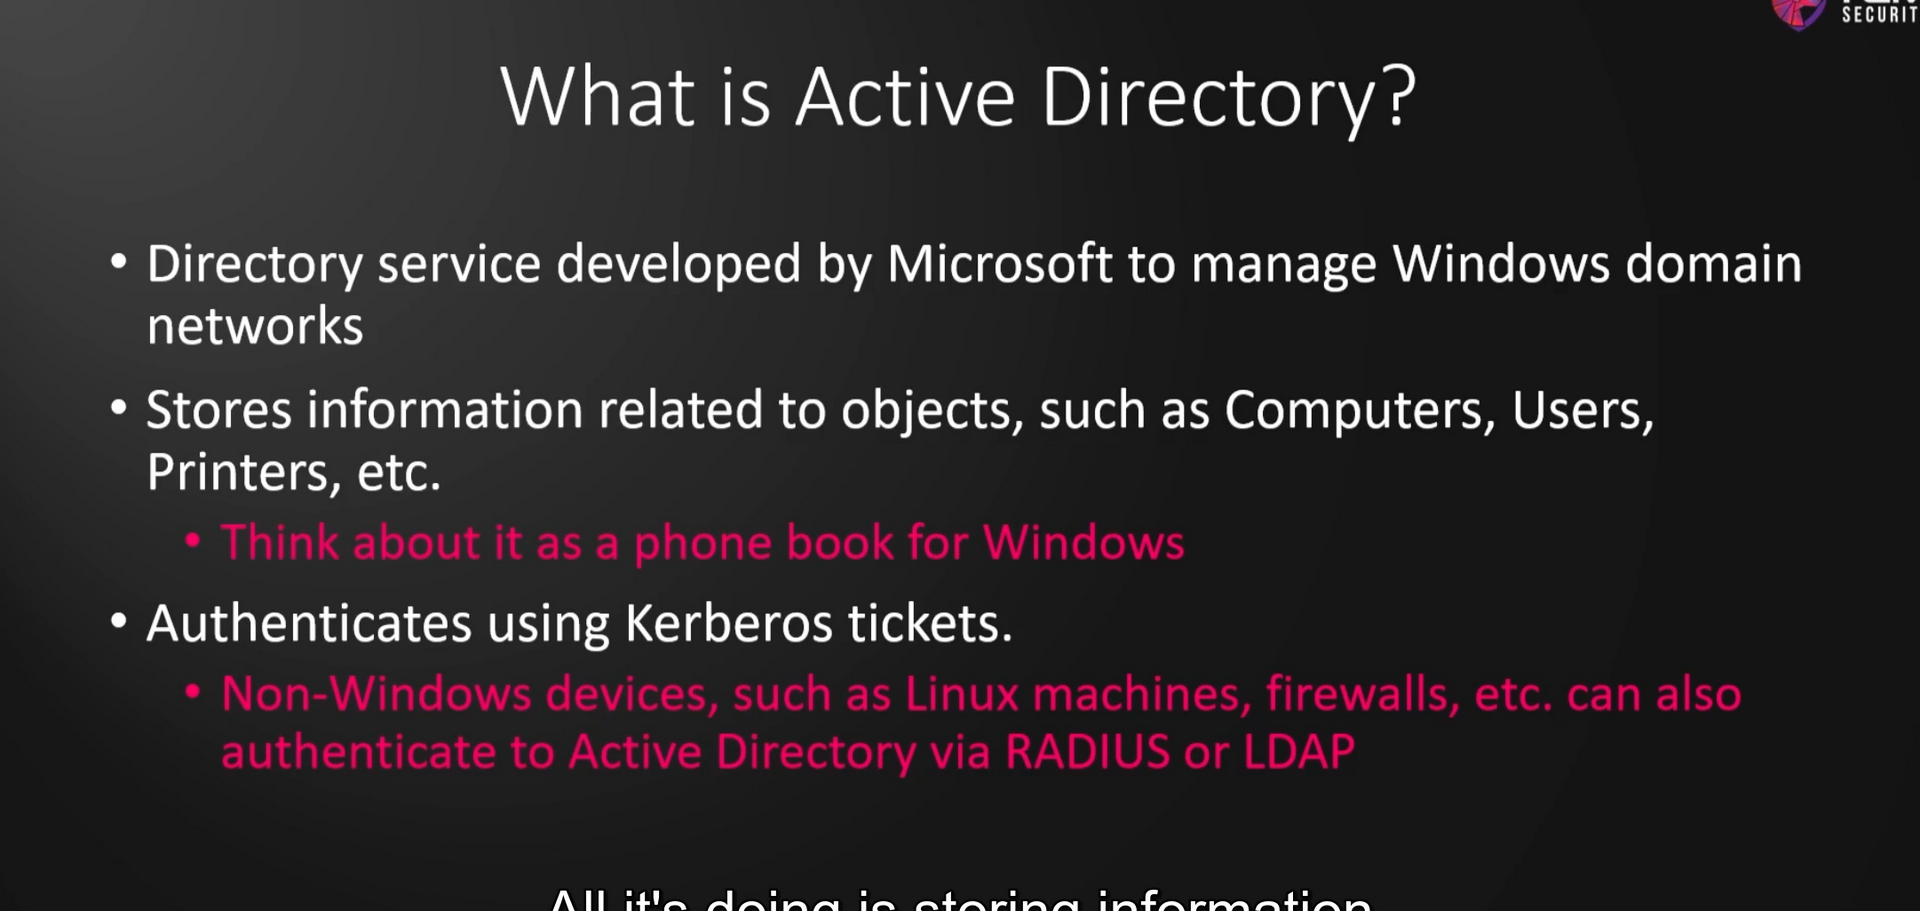 SECURIT
What is Active Directory?
• Directory service developed by Microsoft to manage Windows domain
networks
• Stores information related to objects, such as Computers, Users,
Printers, etc.
• Think about it as a phone book for Windows
• Authenticates using Kerberos tickets.
• Non-Windows devices, such as Linux machines, firewalls, etc. can also
authenticate to Active Directory via RADIUS or LDAP
All it's doing is storing information